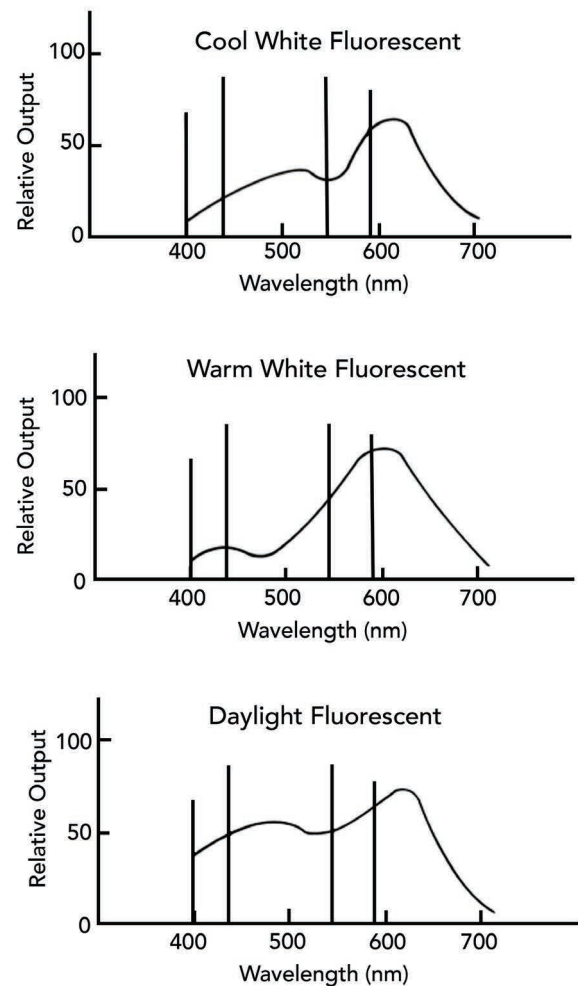 Cool White Fluorescent
100
50
0
Relative Output
400 500 600 700
Wavelength (nm)
Warm White Fluorescent
100
50
0
Relative Output
400 500 600 700
Wavelength (nm)
Daylight Fluorescent
100
50
0
Relative Output
400 500 600 700
Wavelength (nm)